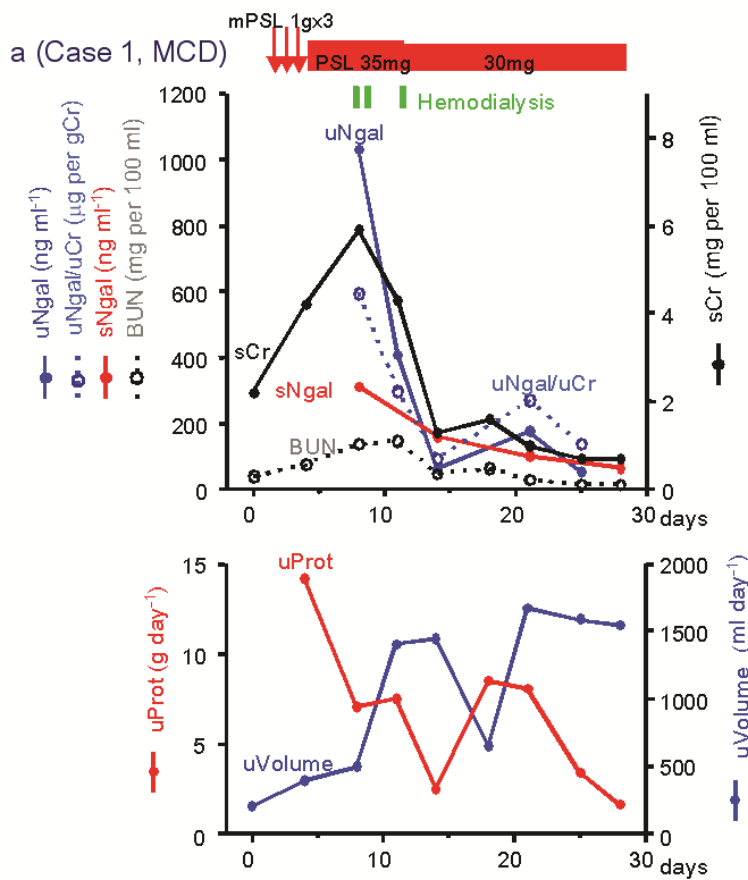 mPSL 1gx3
a (Case 1, MCD)
PSL 35mg
30mg
Hemodialysis
uNgal
1200
1000
800
600
400
200
0
8
6
4
2
0
uNgal (ng ml⁻¹)
uNgal/uCr (μg per gCr)
sNgal (ng ml⁻¹)
BUN (mg per 100 ml)
sCr (mg per 100 ml)
sCr
sNgal
uNgal/uCr
BUN
0 10 20 30
days
uProt
15
10
5
0
2000
1500
1000
500
0
uProt (g day⁻¹)
uVolume (ml day⁻¹)
uVolume
0 10 20 30
days